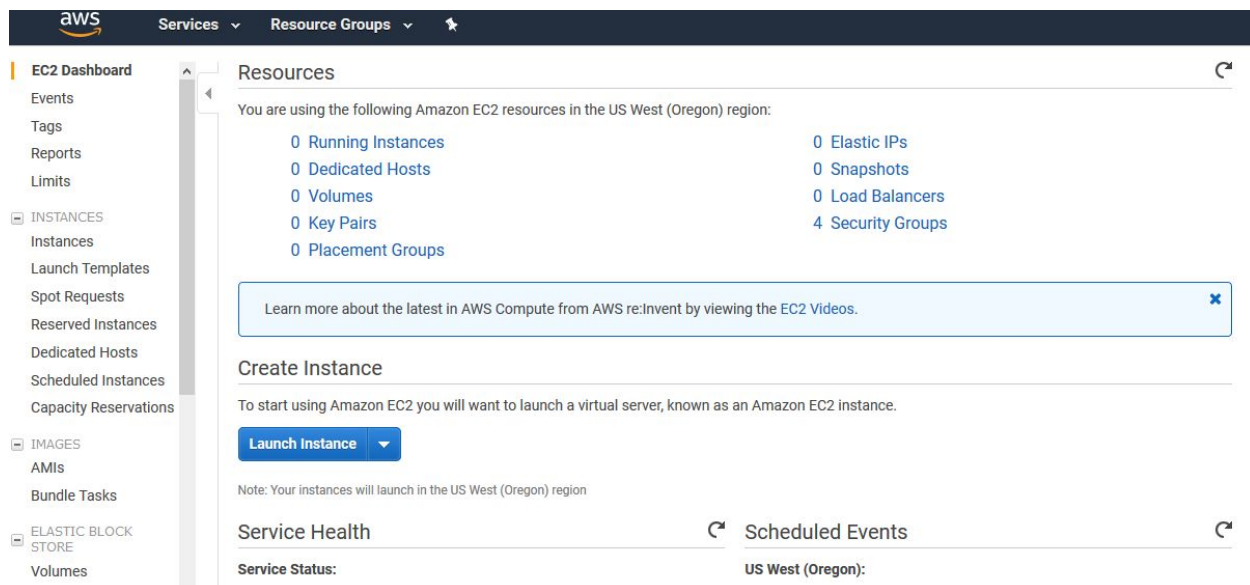 aws
Services
Resource Groups
EC2 Dashboard
Events
Tags
Reports
Limits
INSTANCES
Instances
Launch Templates
Spot Requests
Reserved Instances
Dedicated Hosts
Scheduled Instances
Capacity Reservations
IMAGES
AMIs
Bundle Tasks
ELASTIC BLOCK
STORE
Volumes
Resources
You are using the following Amazon EC2 resources in the US West (Oregon) region:
0 Running Instances
0 Dedicated Hosts
0 Volumes
0 Key Pairs
0 Placement Groups
0 Elastic IPs
0 Snapshots
0 Load Balancers
4 Security Groups
Learn more about the latest in AWS Compute from AWS re:Invent by viewing the EC2 Videos.
Create Instance
To start using Amazon EC2 you will want to launch a virtual server, known as an Amazon EC2 instance.
Launch Instance
Note: Your instances will launch in the US West (Oregon) region
Service Health
Service Status:
Scheduled Events
US West (Oregon):